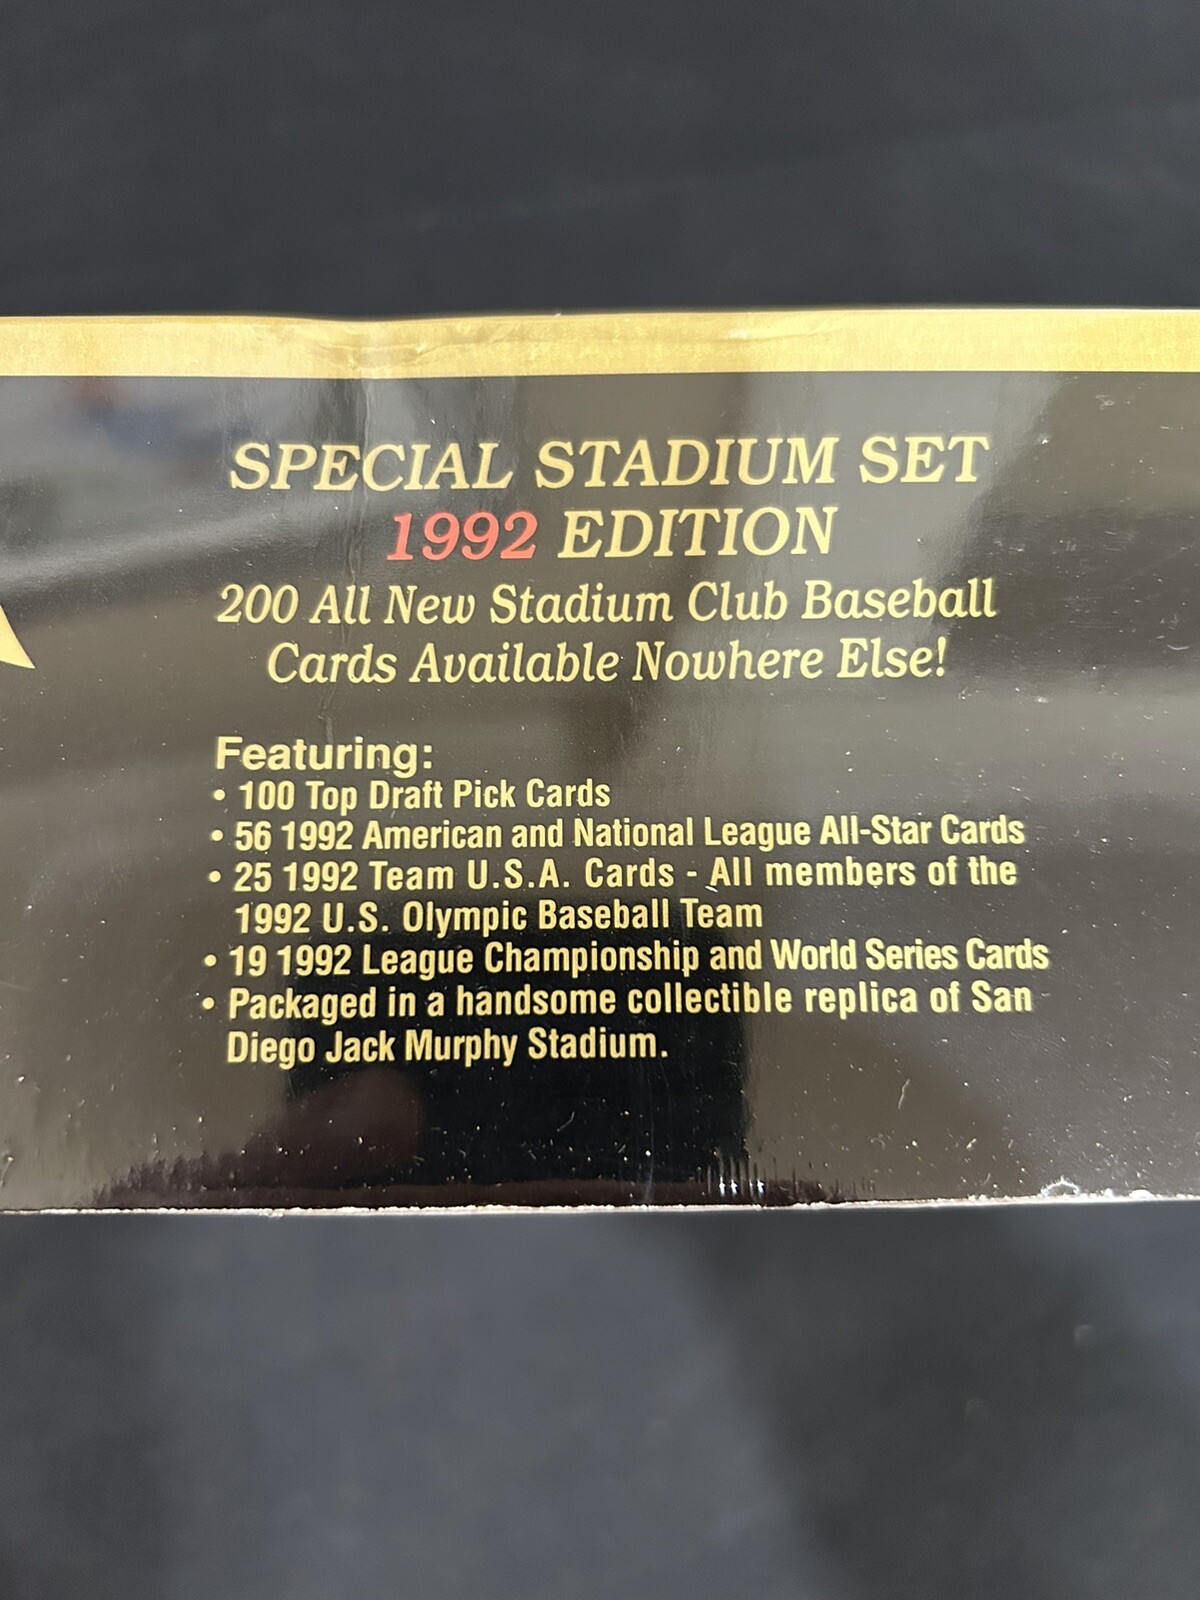 SPECIAL STADIUM SET
1992 EDITION
200 All New Stadium Club Baseball
Cards Available Nowhere Else!
Featuring:
• 100 Top Draft Pick Cards
• 56 1992 American and National League All-Star Cards
• 25 1992 Team U.S.A. Cards - All members of the
1992 U.S. Olympic Baseball Team
• 19 1992 League Championship and World Series Cards
• Packaged in a handsome collectible replica of San
Diego Jack Murphy Stadium.